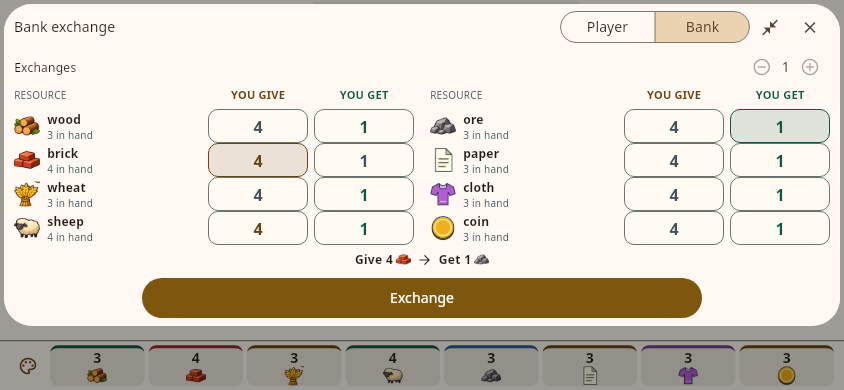 Bank exchange
Player
Bank
Exchanges
1
RESOURCE
YOU GIVE
YOU GET
RESOURCE
YOU GIVE
YOU GET
wood
3 in hand
4
1
ore
3 in hand
4
1
brick
4 in hand
4
1
paper
3 in hand
4
1
wheat
3 in hand
4
1
cloth
3 in hand
4
1
sheep
4 in hand
4
1
coin
3 in hand
4
1
Give 4 → Get 1
Exchange
3
4
3
4
3
3
3
3